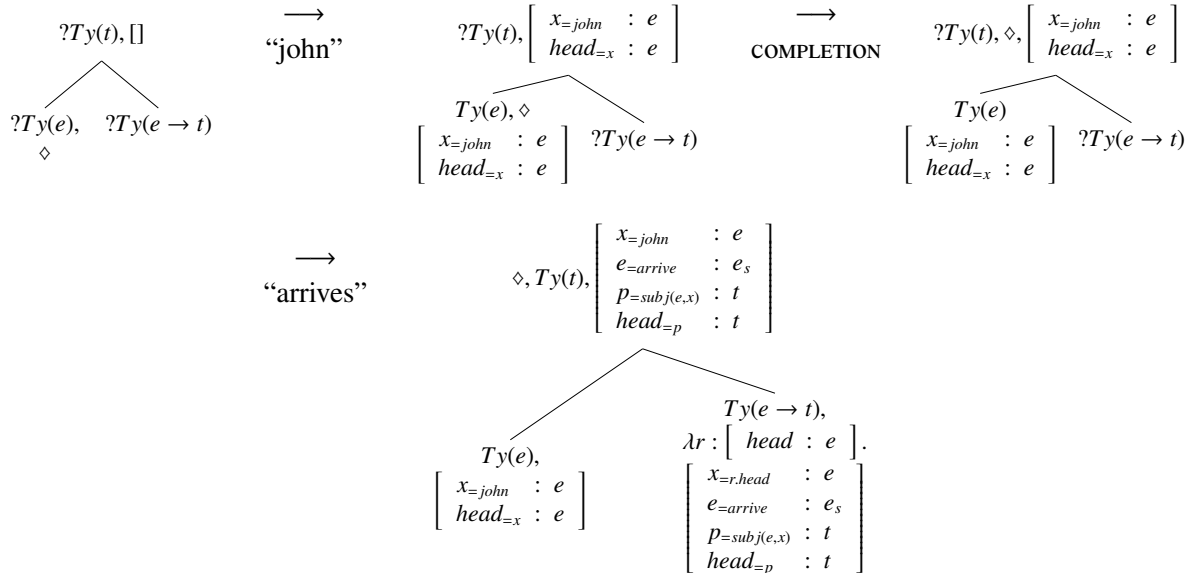 ?Ty(t), []
?Ty(e), ?Ty(e → t)
◇
⟶
“john”
?Ty(t), [ x=john : e
head=x : e ]
Ty(e), ◇
[ x=john : e
head=x : e ]
?Ty(e → t)
⟶
COMPLETION
?Ty(t), ◇, [ x=john : e
head=x : e ]
Ty(e)
[ x=john : e
head=x : e ]
?Ty(e → t)
⟶
“arrives”
◇, Ty(t), [ x=john : e
e=arrive : es
p=subj(e,x) : t
head=p : t ]
Ty(e),
[ x=john : e
head=x : e ]
Ty(e → t),
λr : [ head : e ] .
[ x=r.head : e
e=arrive : es
p=subj(e,x) : t
head=p : t ]